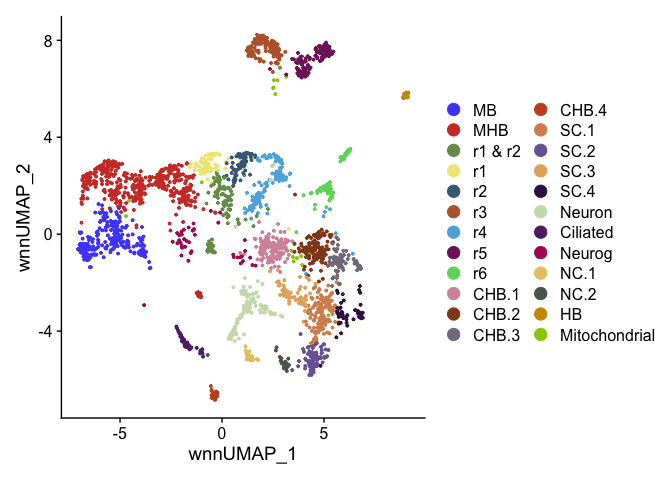 8
4
0
-4
wnnUMAP_2
-5
0
5
wnnUMAP_1
MB
MHB
r1 & r2
r1
r2
r3
r4
r5
r6
CHB.1
CHB.2
CHB.3
CHB.4
SC.1
SC.2
SC.3
SC.4
Neuron
Ciliated
Neurog
NC.1
NC.2
HB
Mitochondrial